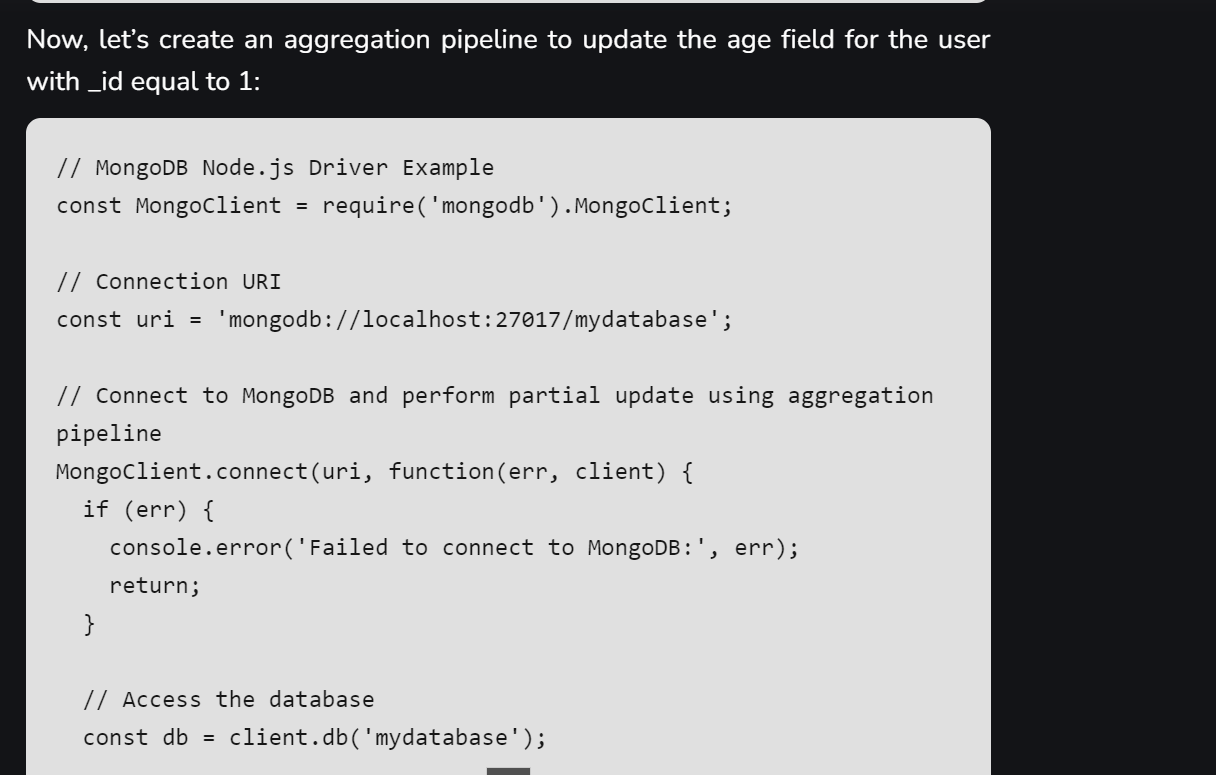 Now, let’s create an aggregation pipeline to update the age field for the user
with _id equal to 1:
// MongoDB Node.js Driver Example
const MongoClient = require('mongodb').MongoClient;
// Connection URI
const uri = 'mongodb://localhost:27017/mydatabase';
// Connect to MongoDB and perform partial update using aggregation
pipeline
MongoClient.connect(uri, function(err, client) {
  if (err) {
    console.error('Failed to connect to MongoDB:', err);
    return;
  }
  // Access the database
  const db = client.db('mydatabase');